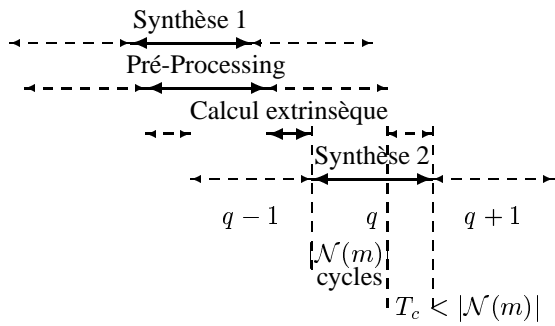 Synthèse 1
Pré-Processing
Calcul extrinsèque
Synthèse 2
q − 1 q q + 1
|𝒩(m)
cycles
T_c < |𝒩(m)|